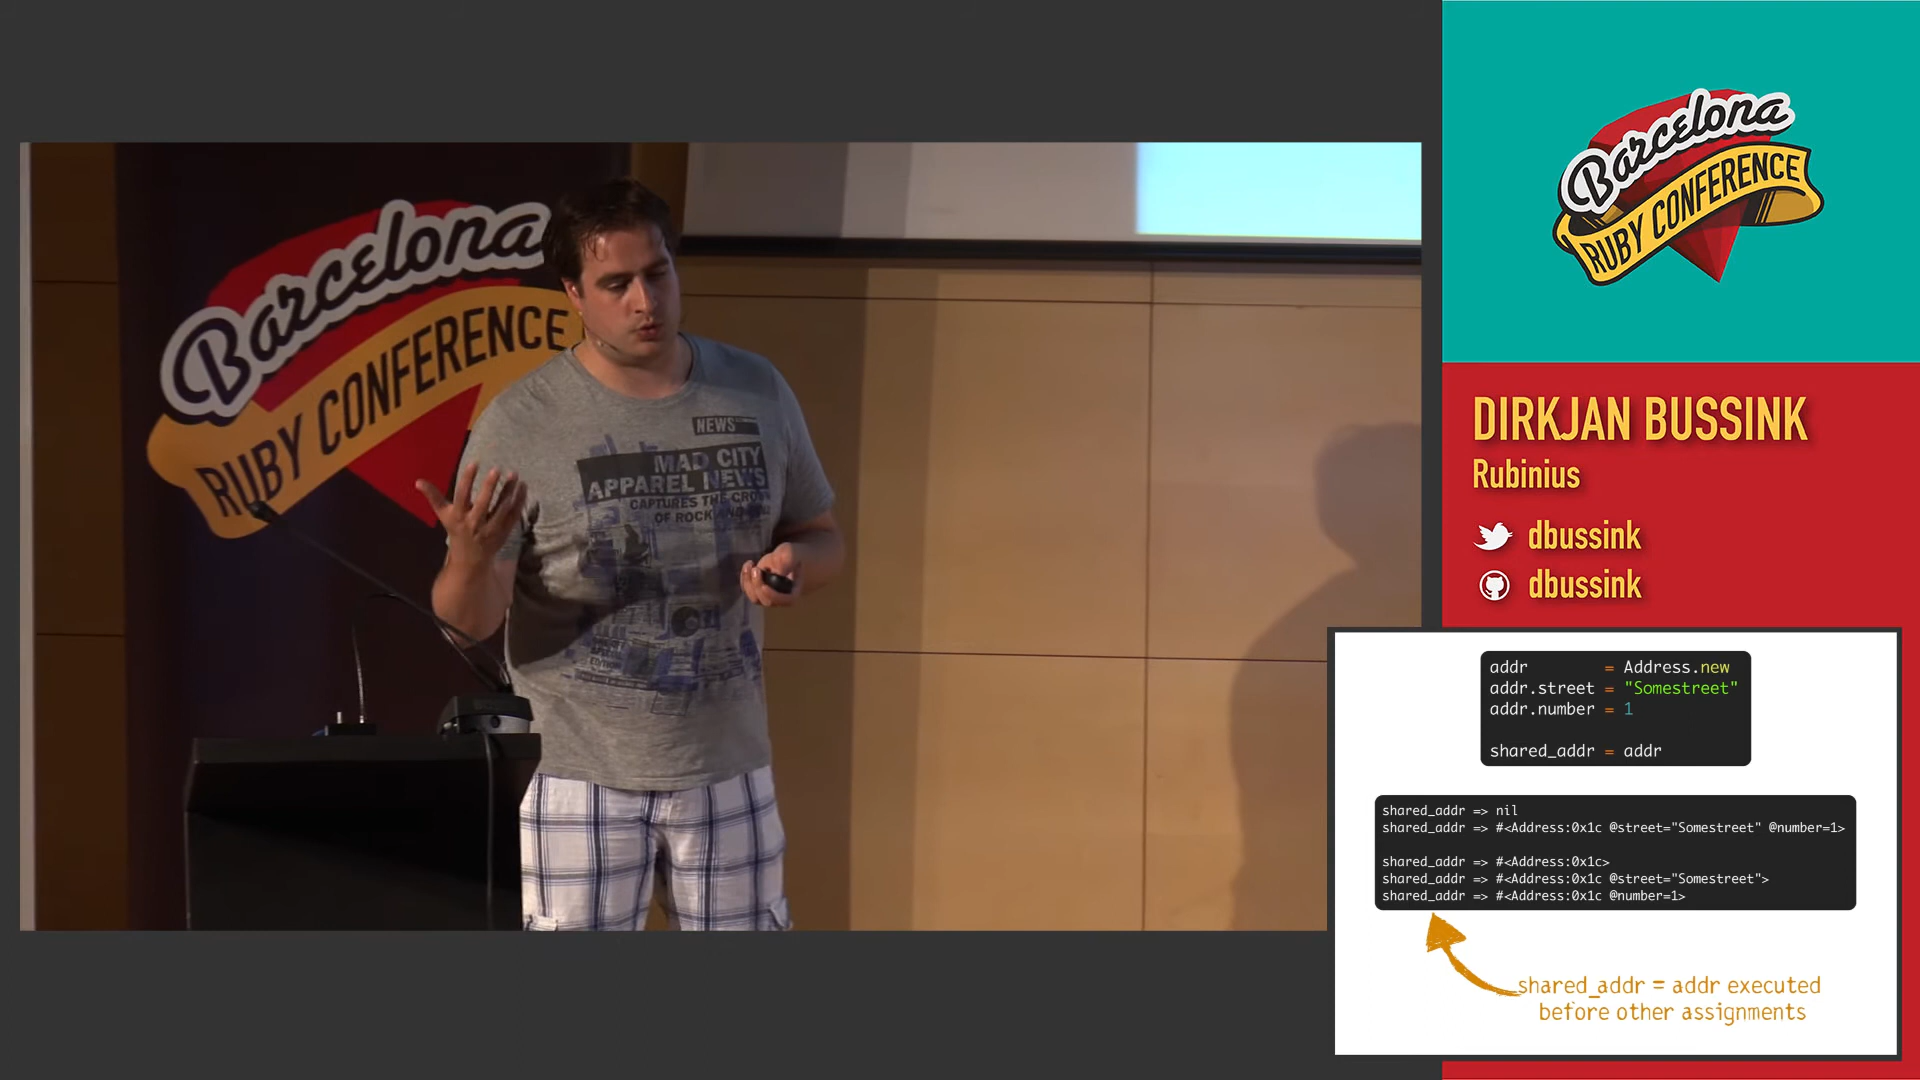 Barcelona
RUBY CONFERENCE
NEWS
MAD CITY
APPAREL NEWS
CAPTURES THE CROWN
OF ROCK AND
Barcelona
RUBY CONFERENCE
DIRKJAN BUSSINK
Rubinius
dbussink
dbussink
addr = Address.new
addr.street = "Somestreet"
addr.number = 1
shared_addr = addr
shared_addr => nil
shared_addr => #<Address:0x1c @street="Somestreet" @number=1>
shared_addr => #<Address:0x1c>
shared_addr => #<Address:0x1c @street="Somestreet">
shared_addr => #<Address:0x1c @number=1>
shared_addr = addr executed
before other assignments